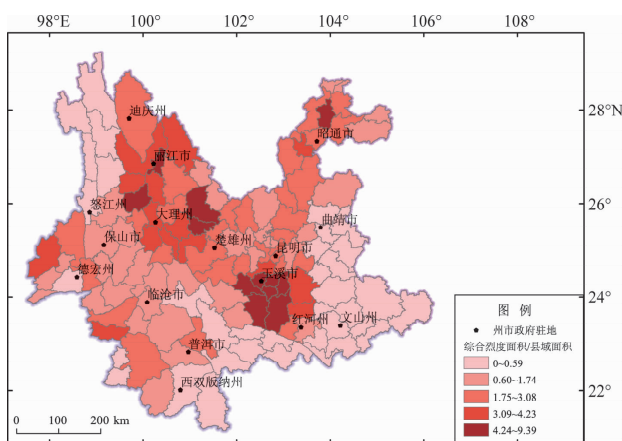 98°E 100° 102° 104° 106° 108°
28°N
26°
24°
22°
迪庆州
昭通市
丽江市
怒江州
大理州
曲靖市
保山市
楚雄州
昆明市
德宏州
玉溪市
临沧市
红河州
文山州
普洱市
西双版纳州
0 100 200 km
图 例
州市政府驻地
综合烈度面积/县域面积
0~0.59
0.60~1.74
1.75~3.08
3.09~4.23
4.24~9.39